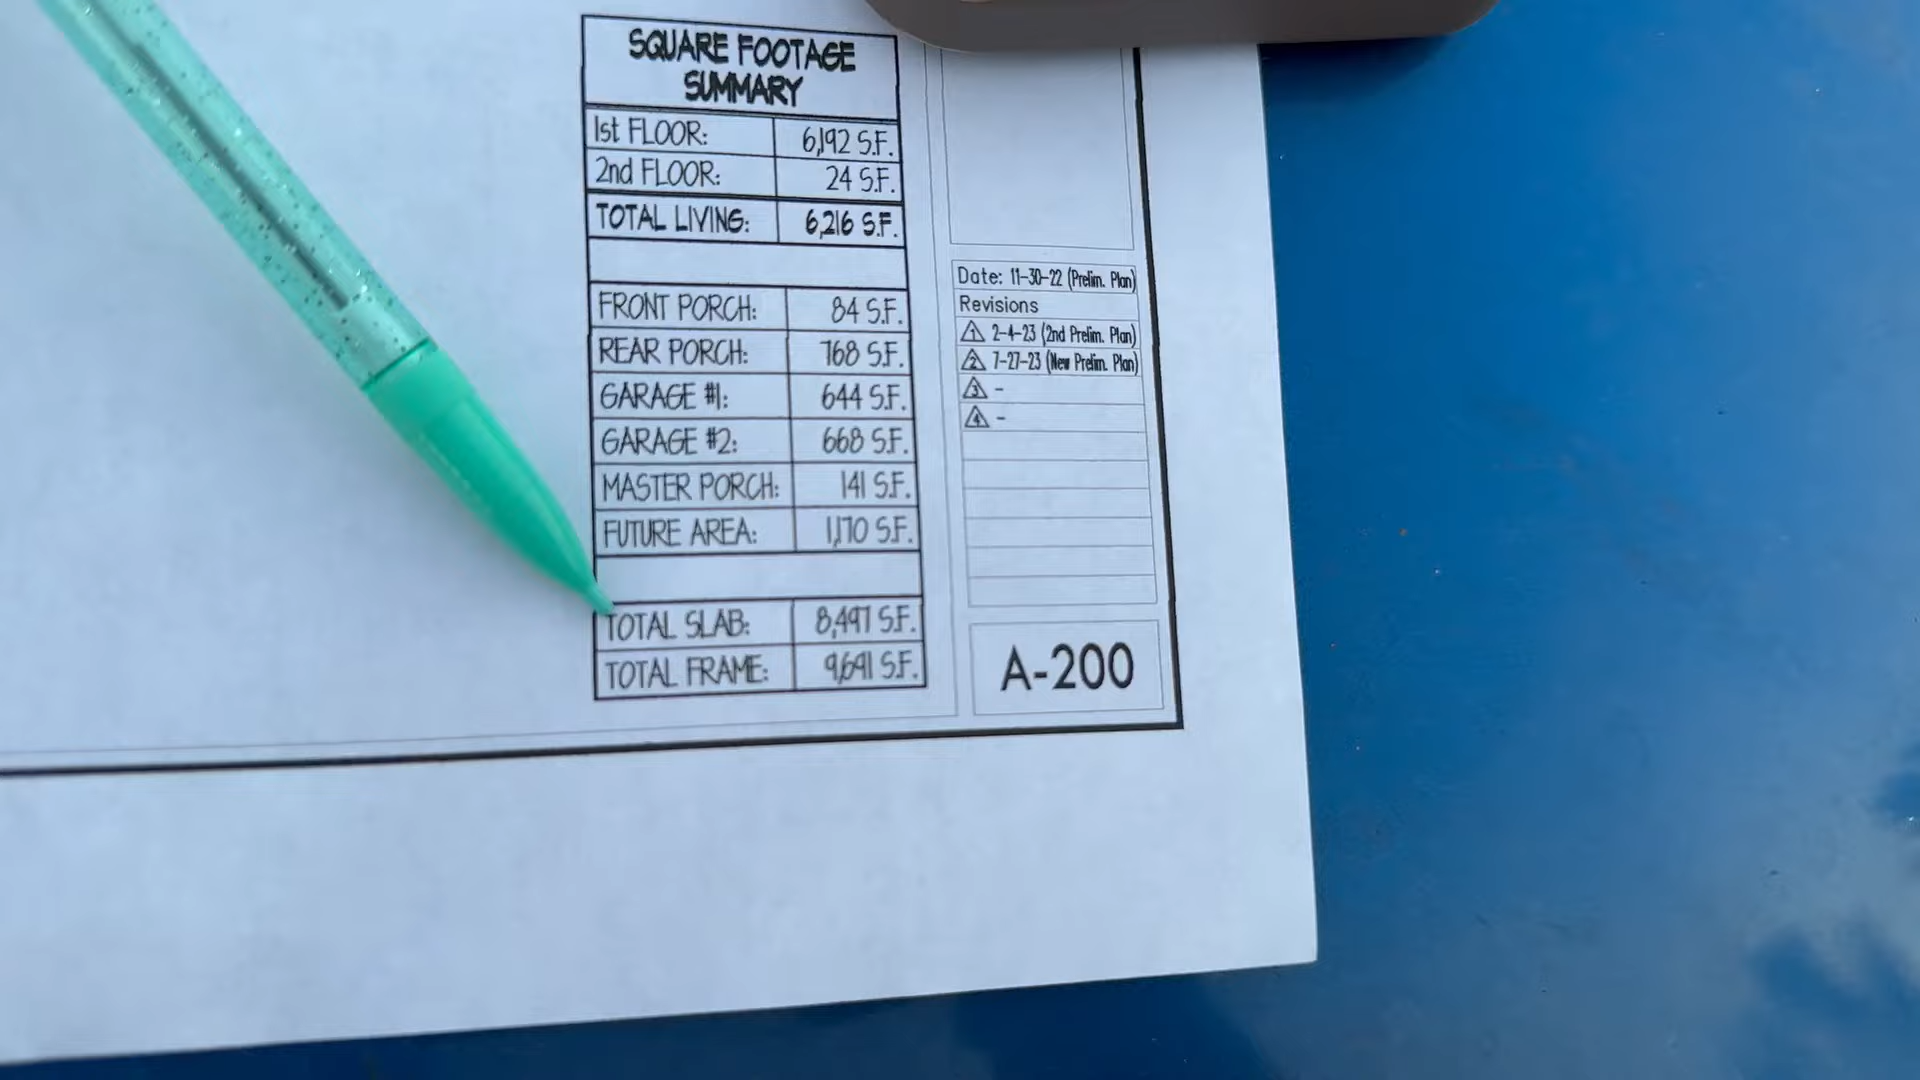 SQUARE FOOTAGE
SUMMARY
1st FLOOR: 6,192 S.F.
2nd FLOOR: 24 S.F.
TOTAL LIVING: 6,216 S.F.
FRONT PORCH: 84 S.F.
REAR PORCH: 768 S.F.
GARAGE #1: 644 S.F.
GARAGE #2: 668 S.F.
MASTER PORCH: 141 S.F.
FUTURE AREA: 1,170 S.F.
TOTAL SLAB: 8,497 S.F.
TOTAL FRAME: 9,691 S.F.
Date: 11-30-22 (Prelim. Plan)
Revisions
1 2-4-23 (2nd Prelim. Plan)
2 7-27-23 (New Prelim. Plan)
3 -
4 -
A-200